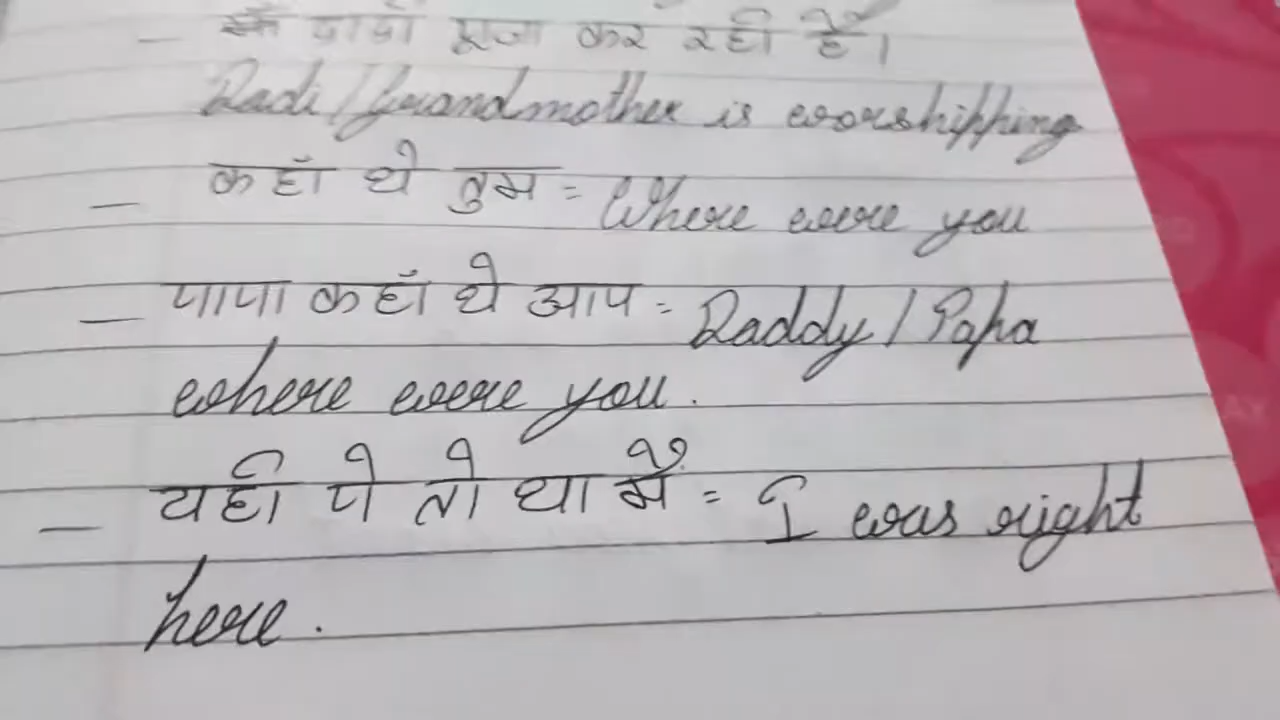 – दादी पूजा कर रही हैं।
Dadi/Grandmother is worshipping
– कहाँ थे तुम = Where were you
– पापा कहाँ थे आप = Daddy/Papa
where were you.
– यही पे तो था मैं = I was right
here.